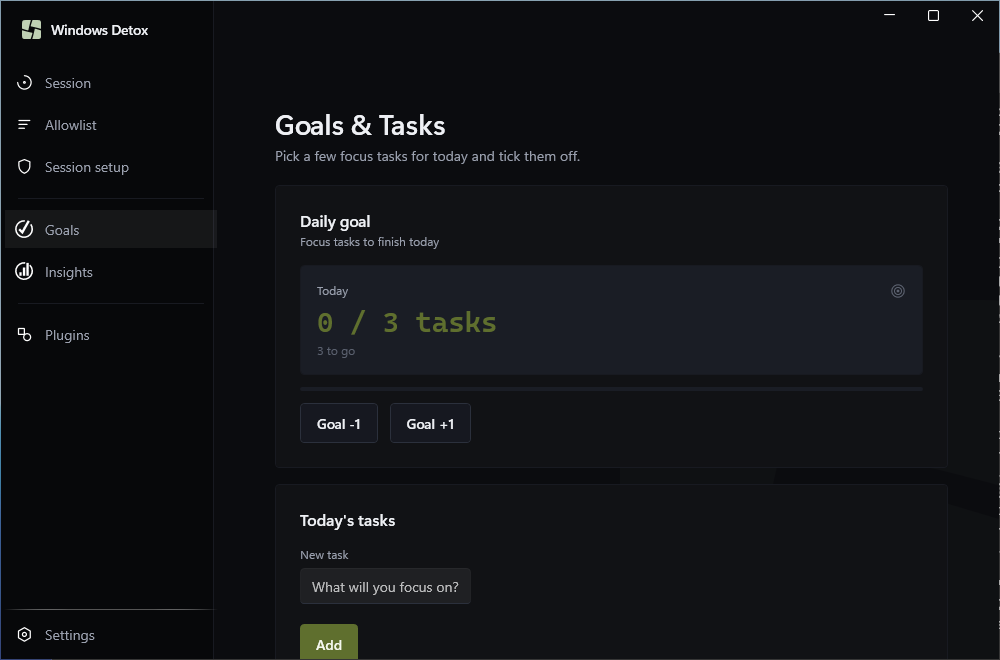 Windows Detox
Session
Allowlist
Session setup
Goals
Insights
Plugins
Settings
Goals & Tasks
Pick a few focus tasks for today and tick them off.
Daily goal
Focus tasks to finish today
Today
0 / 3 tasks
3 to go
Goal -1
Goal +1
Today's tasks
New task
What will you focus on?
Add